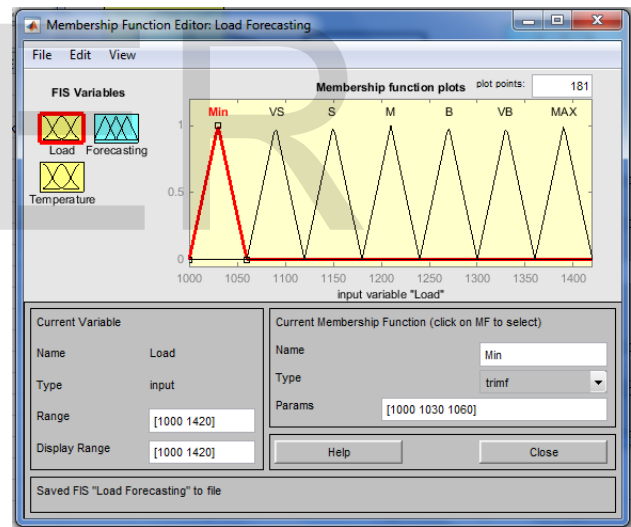 Membership Function Editor: Load Forecasting
File Edit View
FIS Variables
Load Forecasting
Temperature
Membership function plots plot points: 181
Min VS S M B VB MAX
1
0.5
0
1000 1050 1100 1150 1200 1250 1300 1350 1400
input variable "Load"
Current Variable
Name Load
Type input
Range [1000 1420]
Display Range [1000 1420]
Current Membership Function (click on MF to select)
Name Min
Type trimf
Params [1000 1030 1060]
Help Close
Saved FIS "Load Forecasting" to file